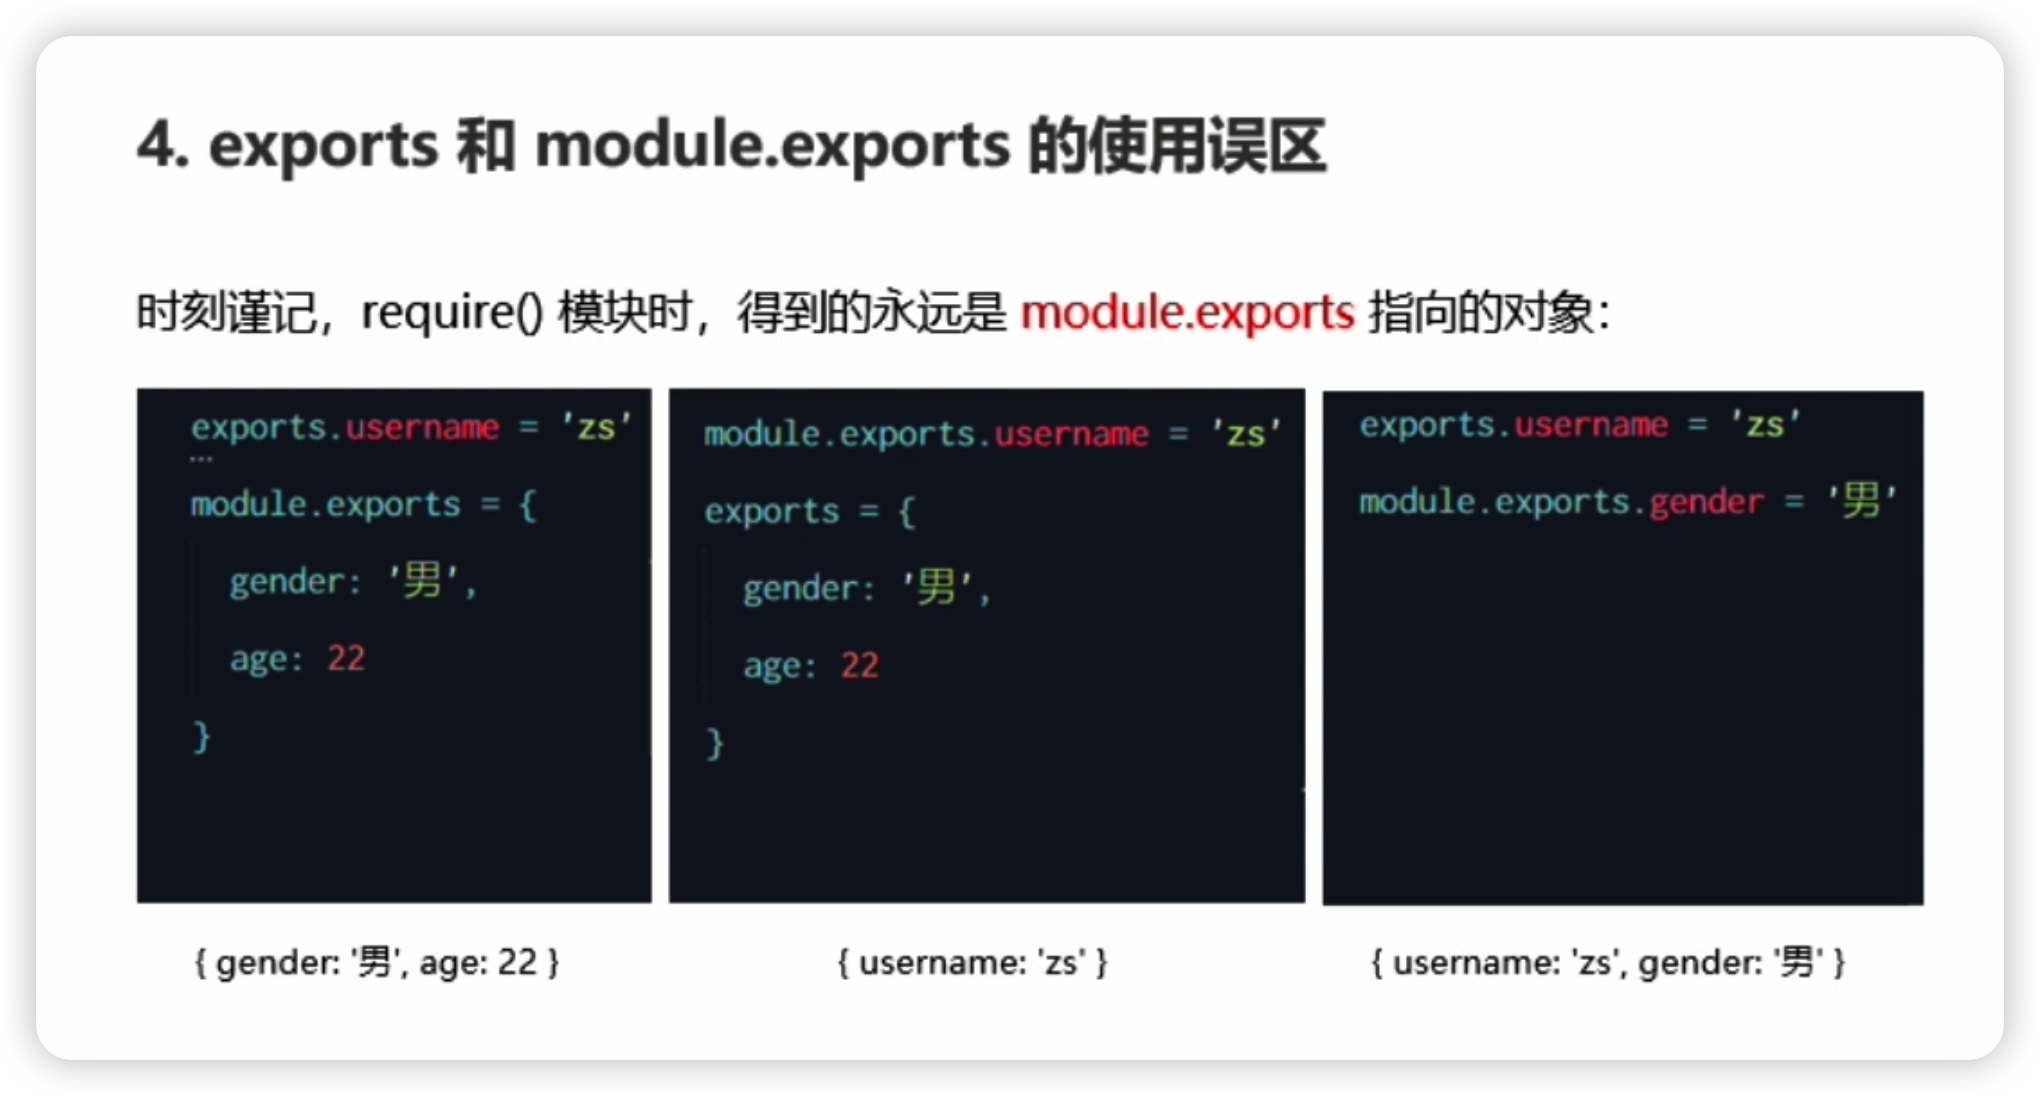 4. exports 和 module.exports 的使用误区
时刻谨记，require() 模块时，得到的永远是 module.exports 指向的对象：
exports.username = 'zs'
...
module.exports = {
gender: '男',
age: 22
}
{ gender: '男', age: 22 }
module.exports.username = 'zs'
exports = {
gender: '男',
age: 22
}
{ username: 'zs' }
exports.username = 'zs'
module.exports.gender = '男'
{ username: 'zs', gender: '男' }